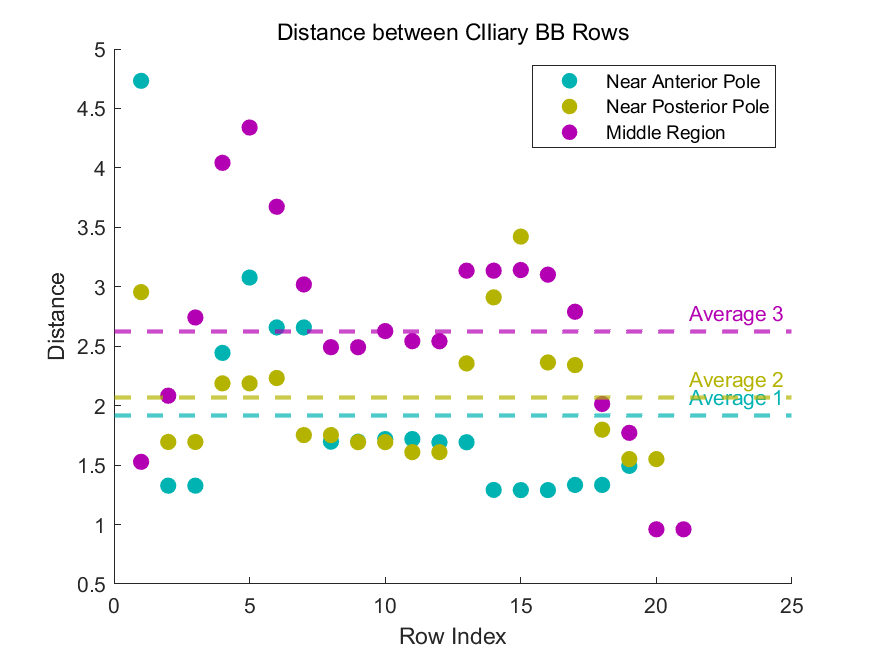 Distance between CIliary BB Rows
Near Anterior Pole
Near Posterior Pole
Middle Region
Average 3
Average 2
Average 1
Distance
5
4.5
4
3.5
3
2.5
2
1.5
1
0.5
0
5
10
15
20
25
Row Index